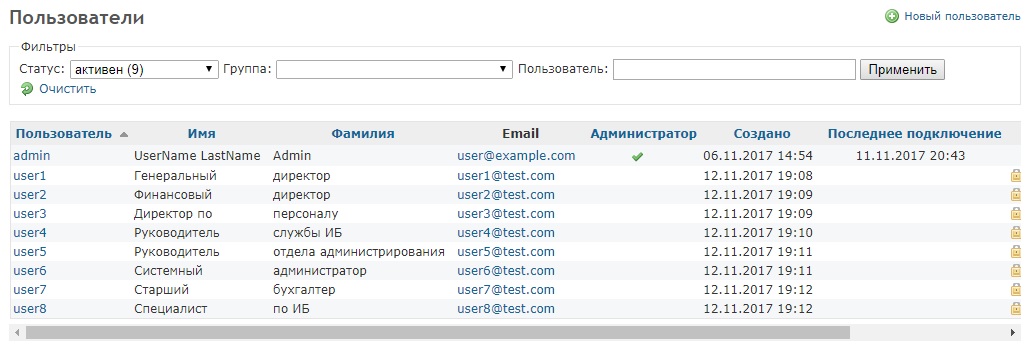 Пользователи Новый пользователь
Фильтры
Статус: активен (9) Группа: Пользователь: Применить
Очистить
Пользователь Имя Фамилия Email Администратор Создано Последнее подключение
admin UserName LastName Admin user@example.com 06.11.2017 14:54 11.11.2017 20:43
user1 Генеральный директор user1@test.com 12.11.2017 19:08
user2 Финансовый директор user2@test.com 12.11.2017 19:09
user3 Директор по персоналу user3@test.com 12.11.2017 19:09
user4 Руководитель службы ИБ user4@test.com 12.11.2017 19:10
user5 Руководитель отдела администрирования user5@test.com 12.11.2017 19:11
user6 Системный администратор user6@test.com 12.11.2017 19:11
user7 Старший бухгалтер user7@test.com 12.11.2017 19:12
user8 Специалист по ИБ user8@test.com 12.11.2017 19:12